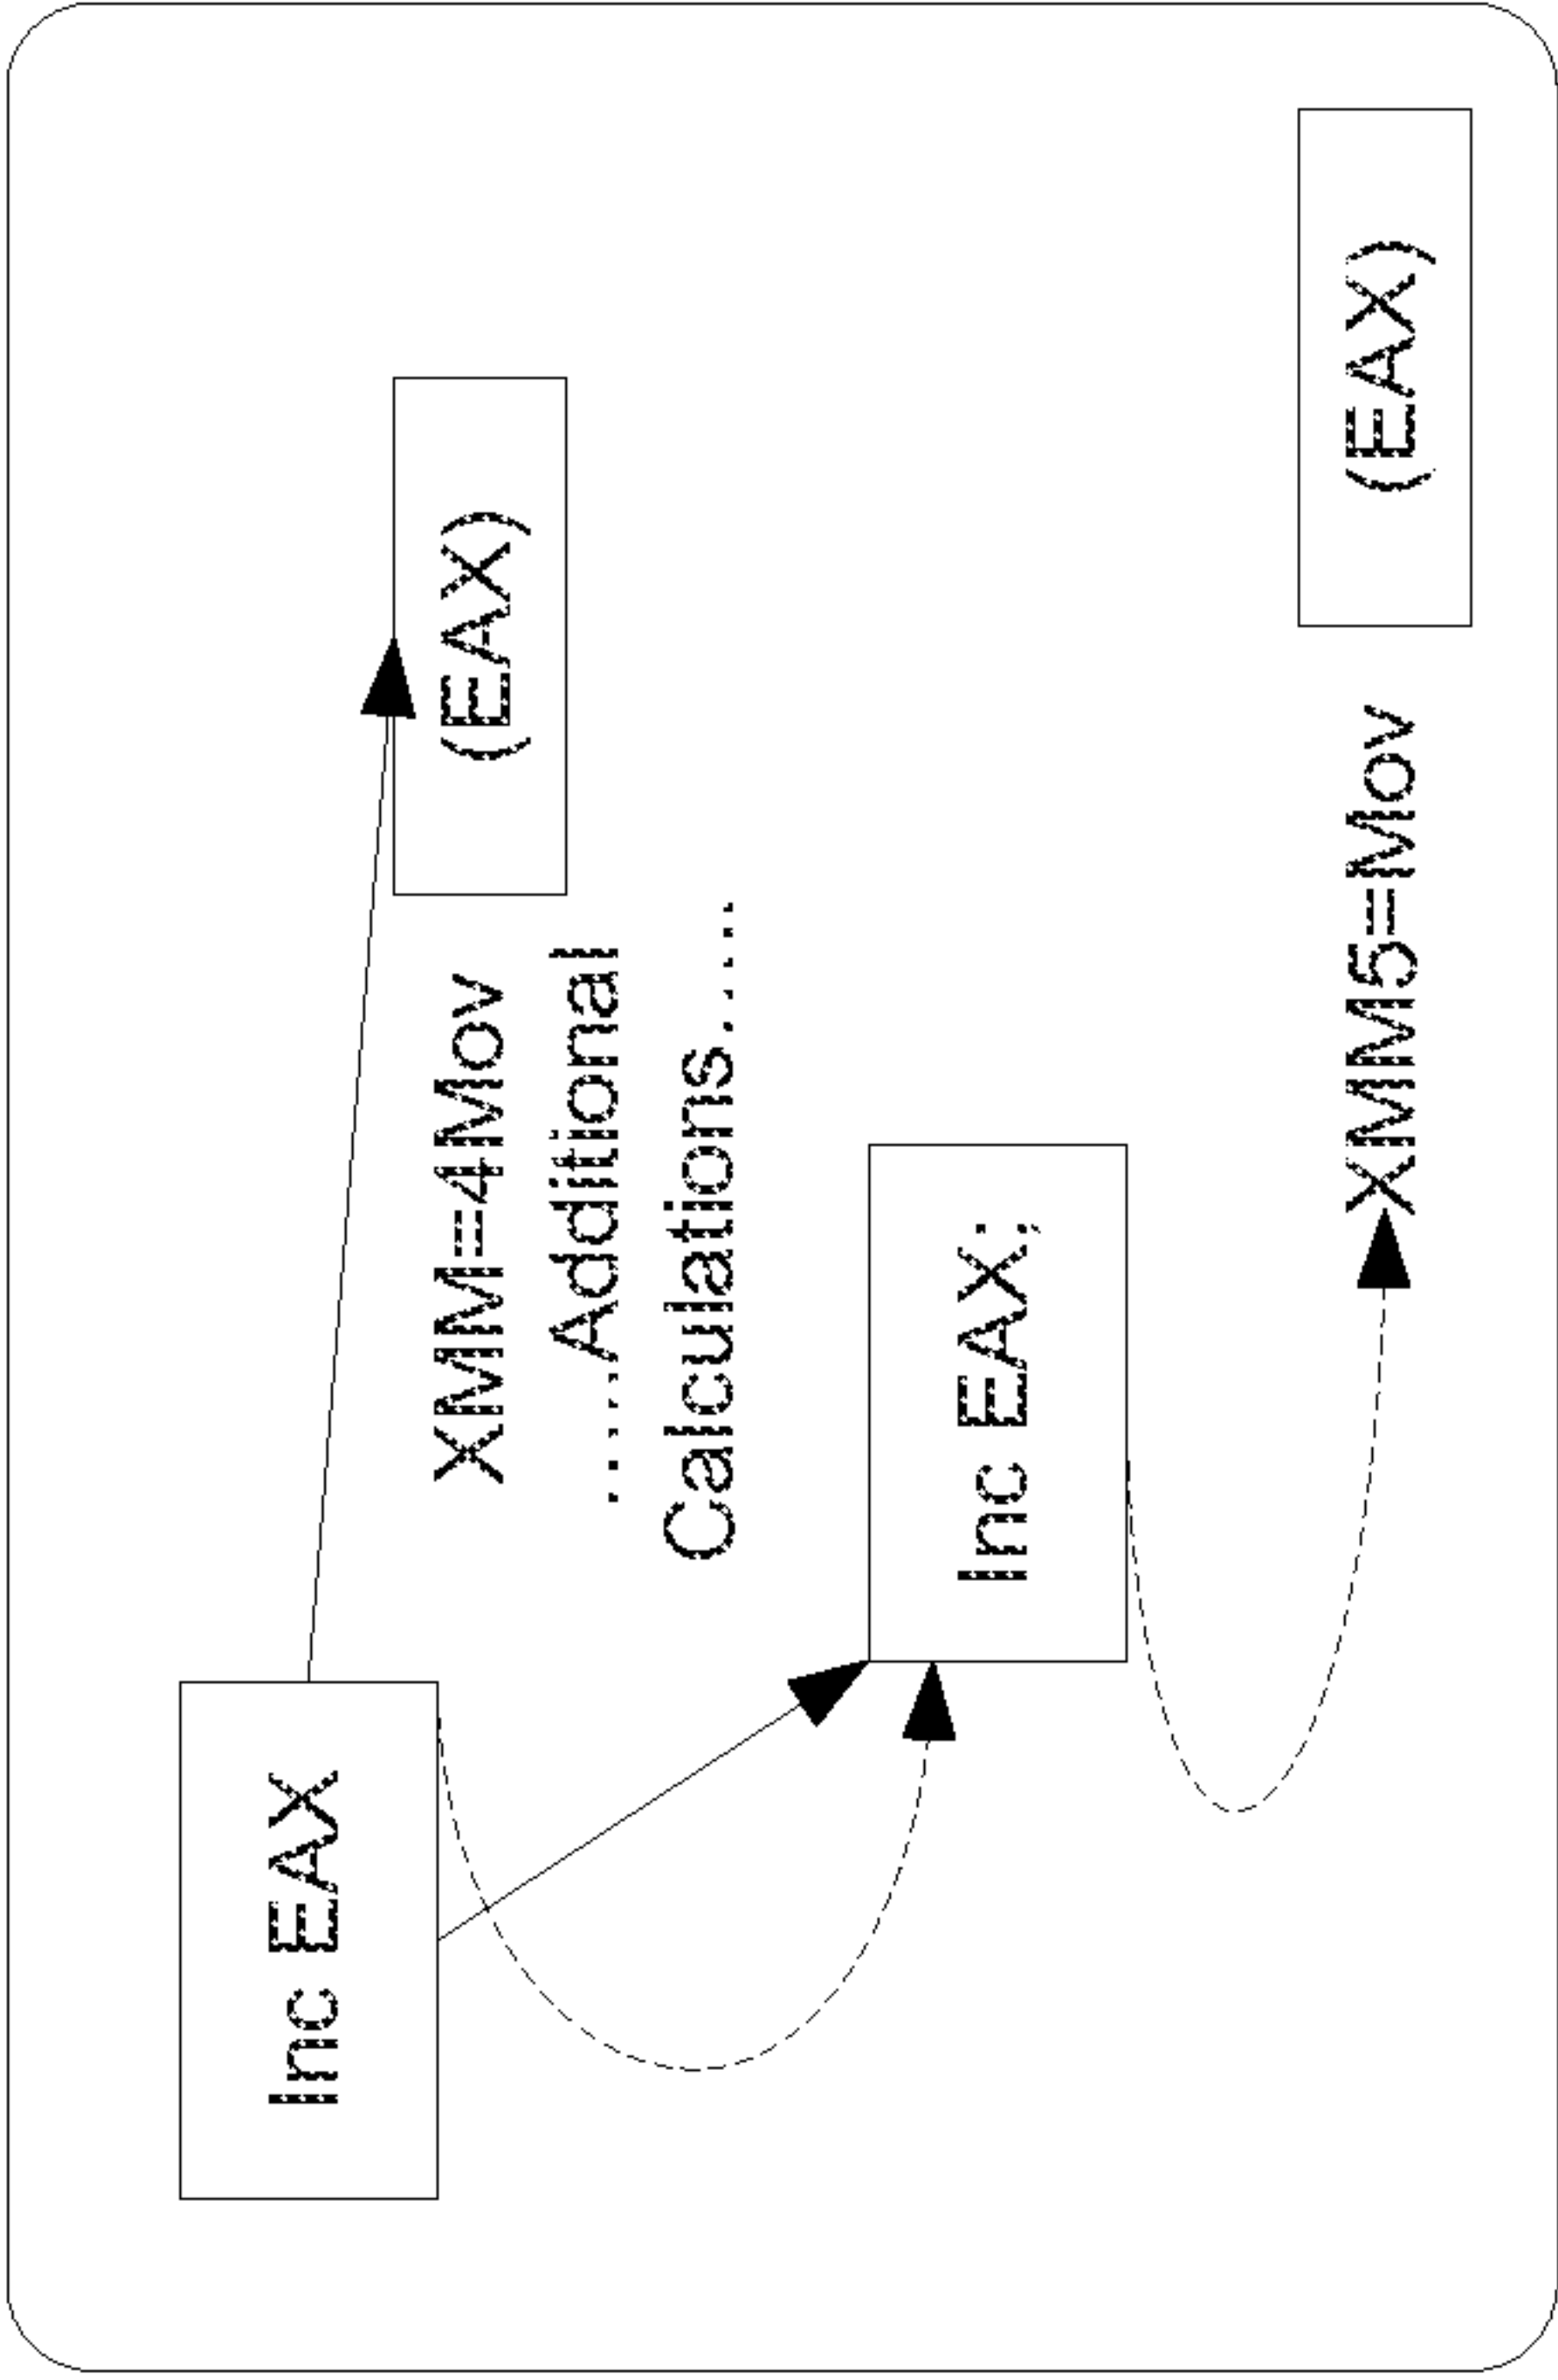 Inc EAX
XMM=4Mov (EAX)
.....Additional
Calculations.....
Inc EAX;
XMM5=Mov (EAX)